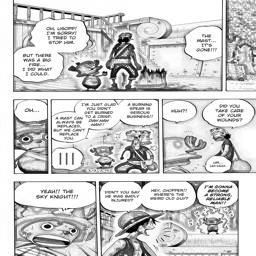 OH, USOPP!
I'M SORRY!
I TRIED TO
STOP HIM.
BUT THERE
WAS A BIG
FIRE...
I DID WHAT
I COULD.
THE
MAST...
IT'S
GONE!!!
OH...
I'M JUST GLAD
YOU DIDN'T
GET BURNED
TO A CRISP.
A MAST CAN
ALWAYS BE
REPLACED,
BUT WE CAN'T
REPLACE
YOU.
A BURNING
SPEAR IS
SERIOUS
BUSINESS!!
HUH?!
DID YOU
TAKE CARE
OF YOUR
WOUNDS?
YEAH!! THE
SKY KNIGHT!!!
DIDN'T YOU SAY
HE WAS BADLY
INJURED?
HEY, CHOPPER!!
WHERE'S THE
WEIRD OLD GUY?
I'M GONNA
BECOME
A STRONG,
RELIABLE
MAN!!